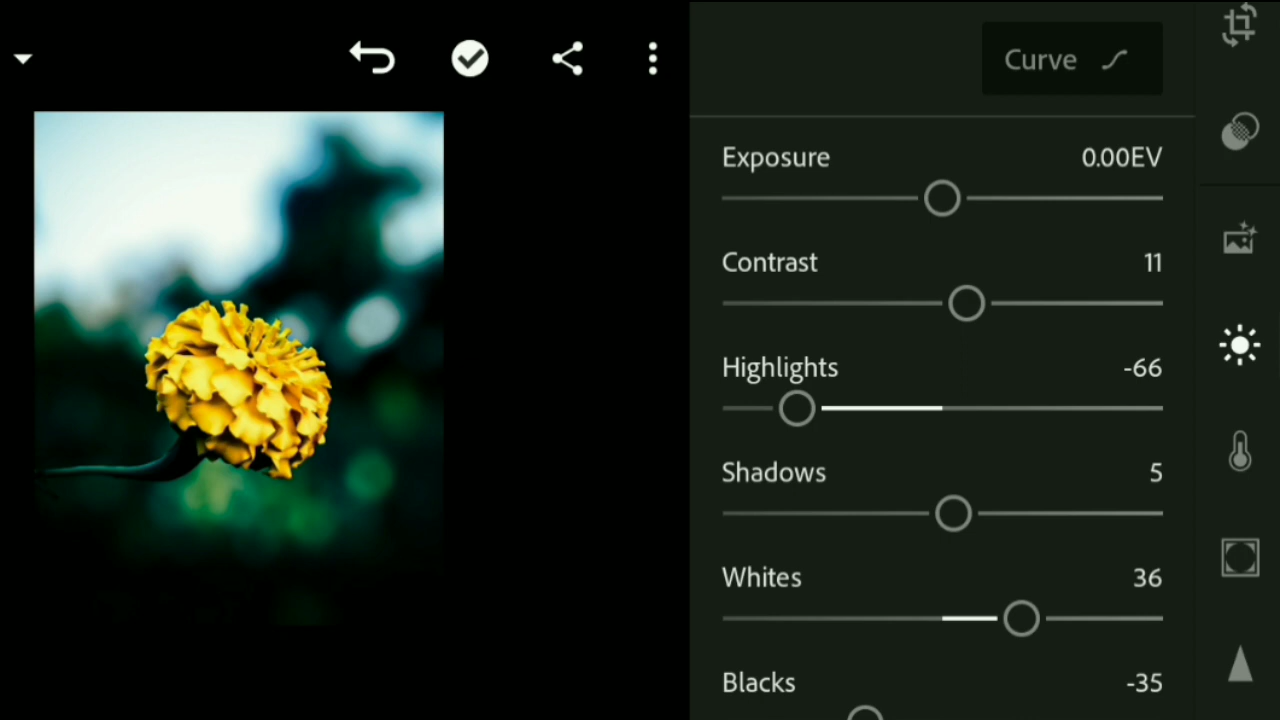 Curve
Exposure 0.00EV
Contrast 11
Highlights -66
Shadows 5
Whites 36
Blacks -35